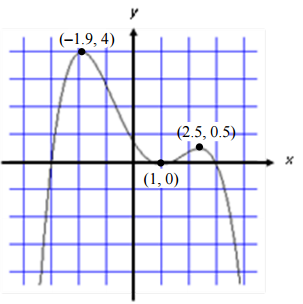 y
(−1.9, 4)
(2.5, 0.5)
x
(1, 0)